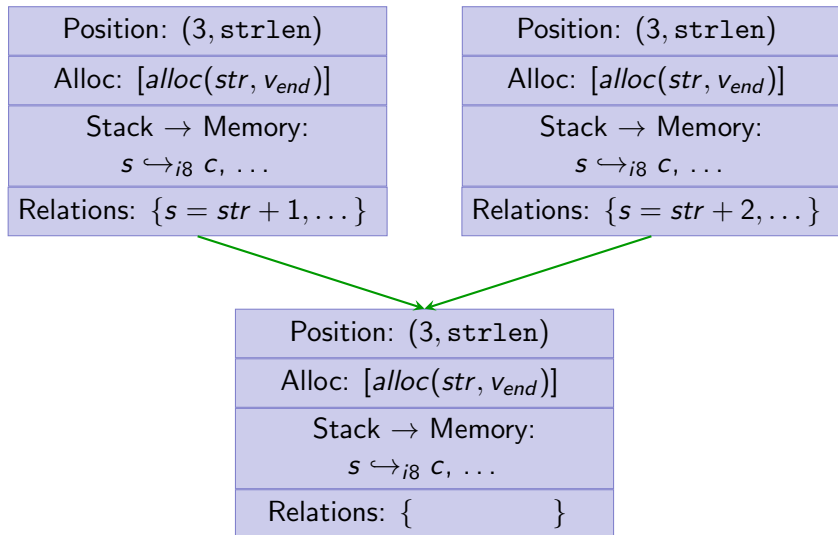 Position: (3, strlen)
Alloc: [alloc(str, v_end)]
Stack → Memory:
s ↪_i8 c, …
Relations: {s = str + 1, … }
Position: (3, strlen)
Alloc: [alloc(str, v_end)]
Stack → Memory:
s ↪_i8 c, …
Relations: {s = str + 2, … }
Position: (3, strlen)
Alloc: [alloc(str, v_end)]
Stack → Memory:
s ↪_i8 c, …
Relations: { }